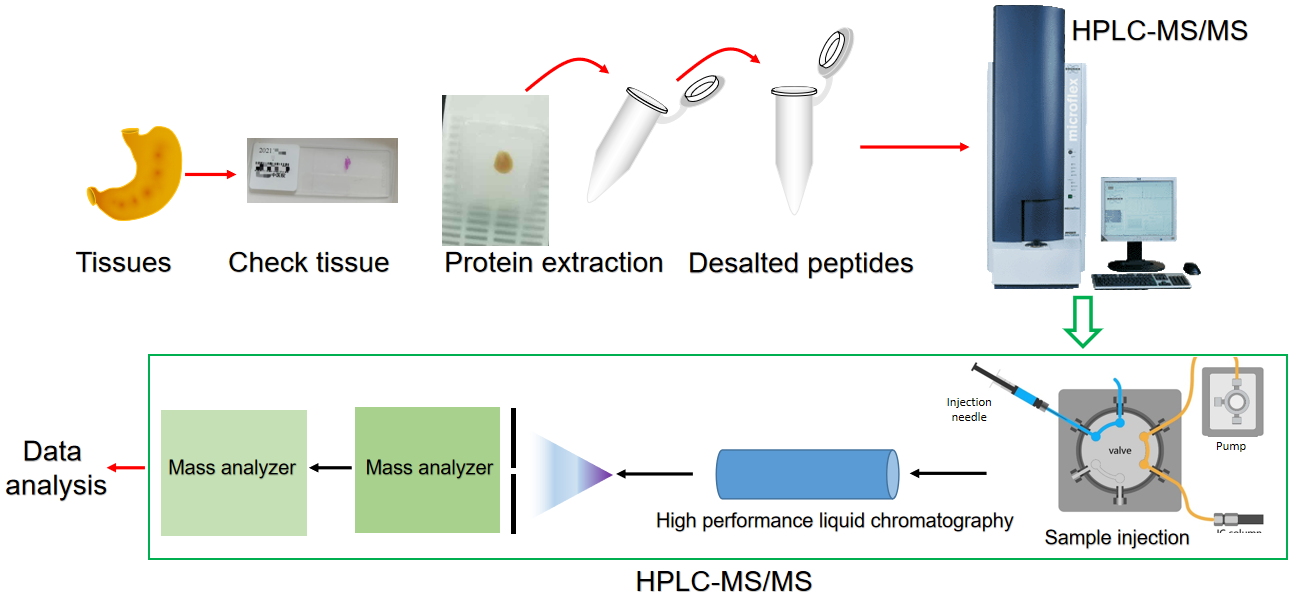 HPLC-MS/MS
microflex
2021
Tissues
Check tissue
Protein extraction
Desalted peptides
Injection
needle
valve
Pump
Data
analysis
Mass analyzer
Mass analyzer
High performance liquid chromatography
Sample injection
HPLC-MS/MS